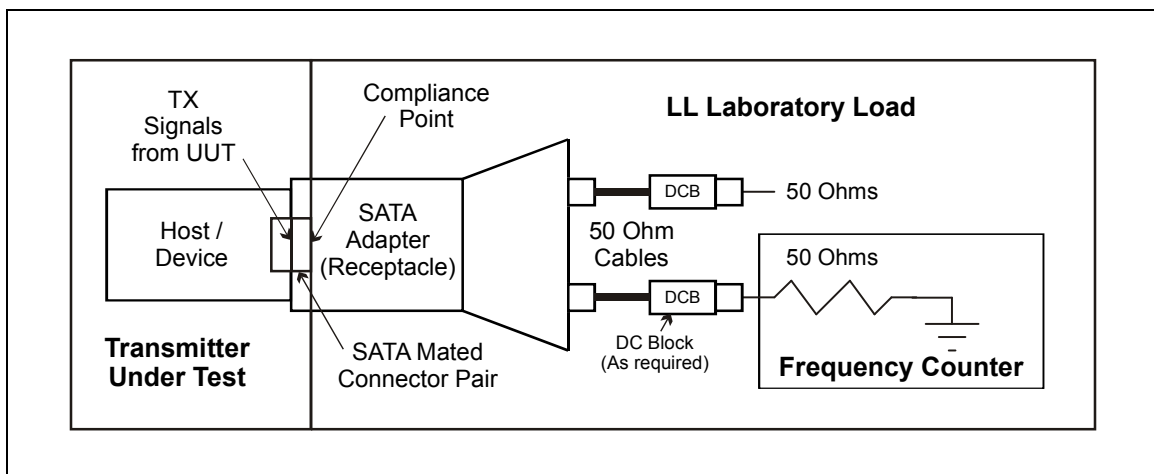 TX
Signals
from UUT
Compliance
Point
LL Laboratory Load
Host /
Device
SATA
Adapter
(Receptacle)
DCB
50 Ohms
50 Ohm
Cables
50 Ohms
DCB
DC Block
(As required)
Frequency Counter
Transmitter
Under Test
SATA Mated
Connector Pair